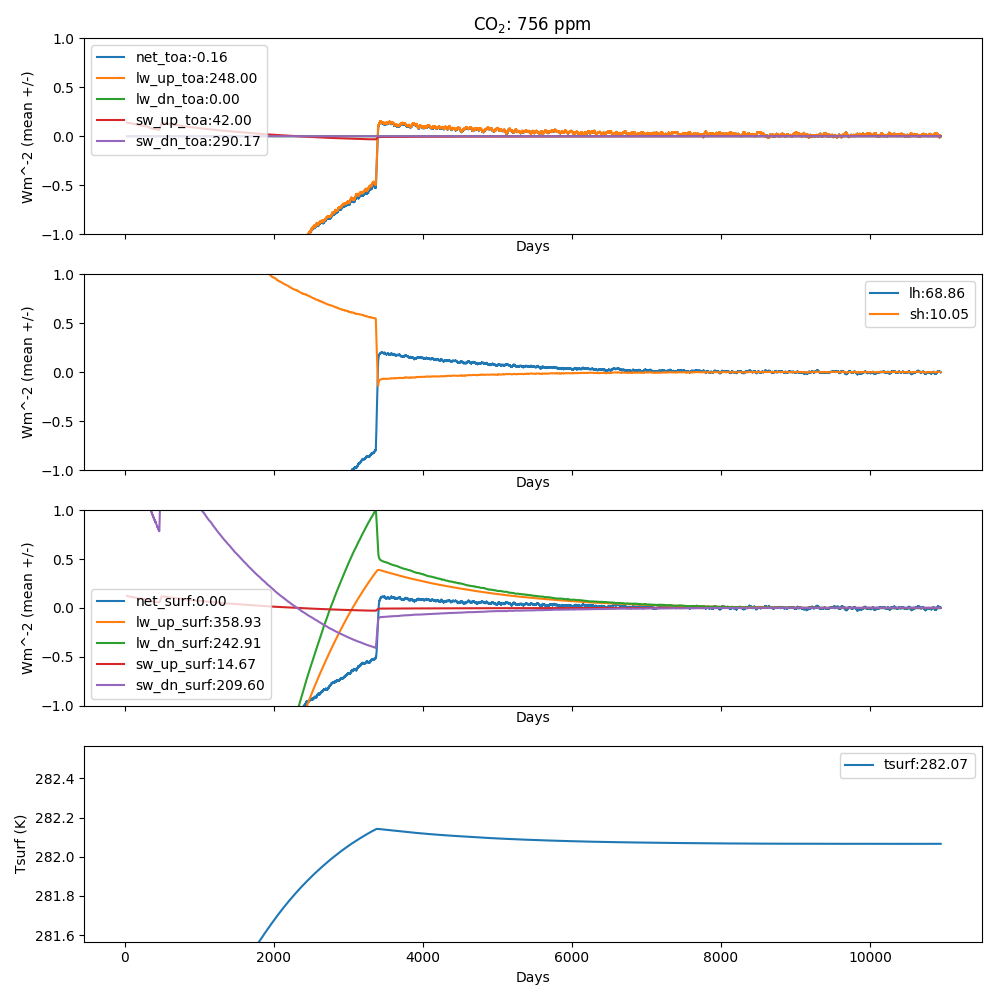 CO₂: 756 ppm
1.0
0.5
0.0
−0.5
−1.0
Wm^-2 (mean +/-)
net_toa:-0.16
lw_up_toa:248.00
lw_dn_toa:0.00
sw_up_toa:42.00
sw_dn_toa:290.17
Days
1.0
0.5
0.0
−0.5
−1.0
Wm^-2 (mean +/-)
lh:68.86
sh:10.05
Days
1.0
0.5
0.0
−0.5
−1.0
Wm^-2 (mean +/-)
net_surf:0.00
lw_up_surf:358.93
lw_dn_surf:242.91
sw_up_surf:14.67
sw_dn_surf:209.60
Days
282.4
282.2
282.0
281.8
281.6
Tsurf (K)
tsurf:282.07
0 2000 4000 6000 8000 10000
Days